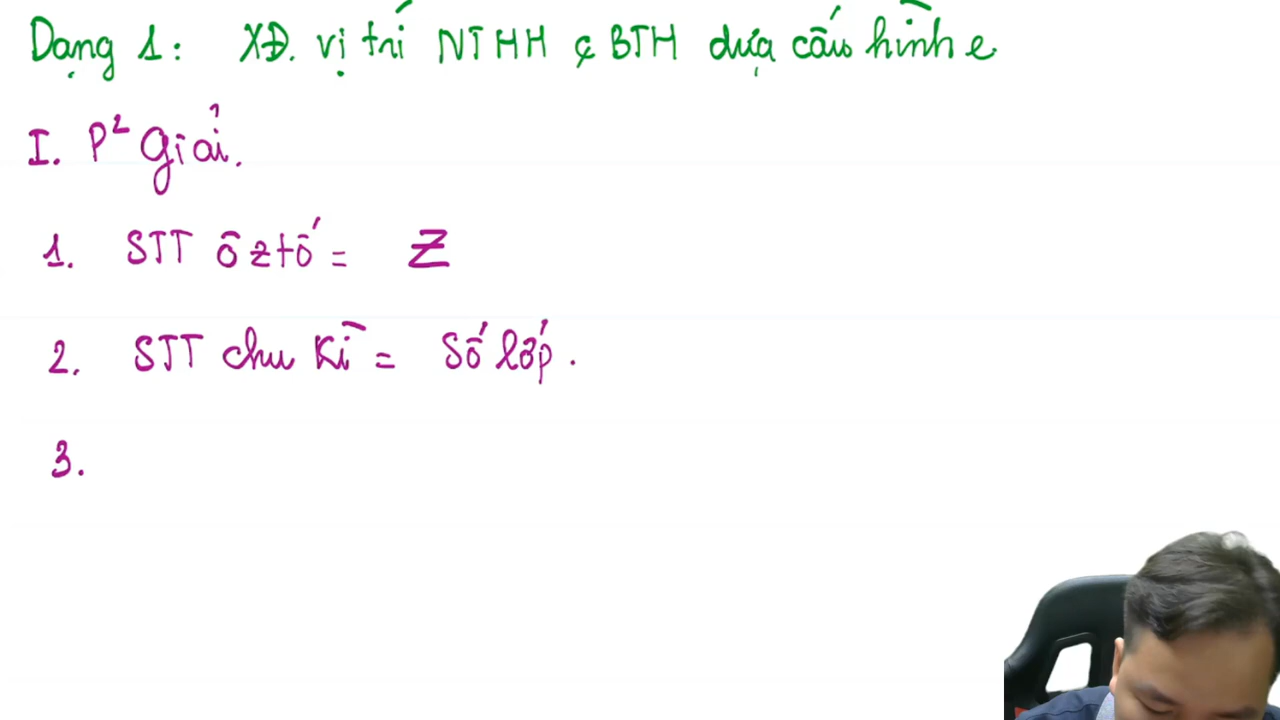 Dạng 1: XĐ. vị trí NTHH ç BTH dựa cấu hình e
I. P² Giải.
1. STT ô ztố = Z
2. STT chu kì = Số lớp.
3.